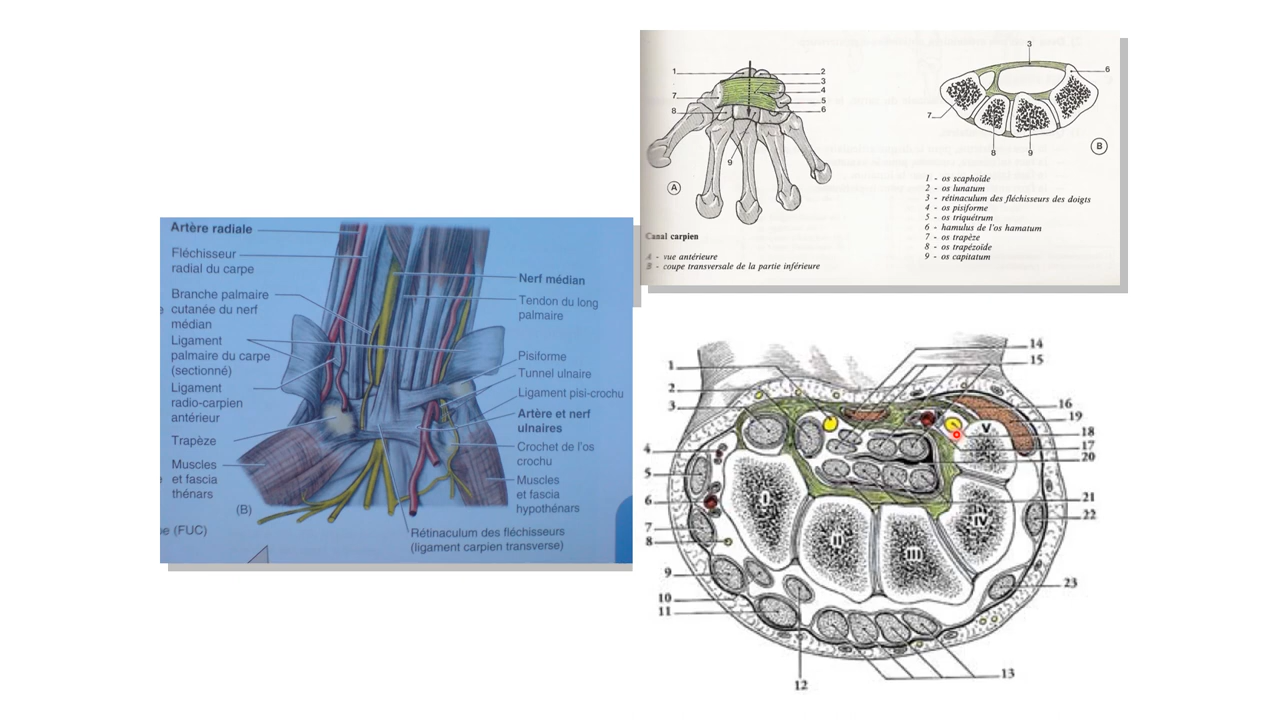 Artère radiale
Fléchisseur
radial du carpe
Branche palmaire
cutanée du nerf
médian
Ligament
palmaire du carpe
(sectionné)
Ligament
radio-carpien
antérieur
Trapèze
Muscles
et fascia
thénars
(B)
(FUC)
Nerf médian
Tendon du long
palmaire
Pisiforme
Tunnel ulnaire
Ligament pisi-crochu
Artère et nerf
ulnaires
Crochet de l'os
crochu
Muscles
et fascia
hypothénars
Rétinaculum des fléchisseurs
(ligament carpien transverse)
1
7
8
9
2
3
4
5
6
A
Canal carpien
A - vue antérieure
B - coupe transversale de la partie inférieure
3
6
7
8
9
B
1 - os scaphoïde
2 - os lunatum
3 - rétinaculum des fléchisseurs des doigts
4 - os pisiforme
5 - os triquétrum
6 - hamulus de l'os hamatum
7 - os trapèze
8 - os trapézoïde
9 - os capitatum
1
2
3
4
5
6
7
8
9
10
11
12
13
14
15
16
19
18
17
20
21
22
23
I
II
III
IV
V